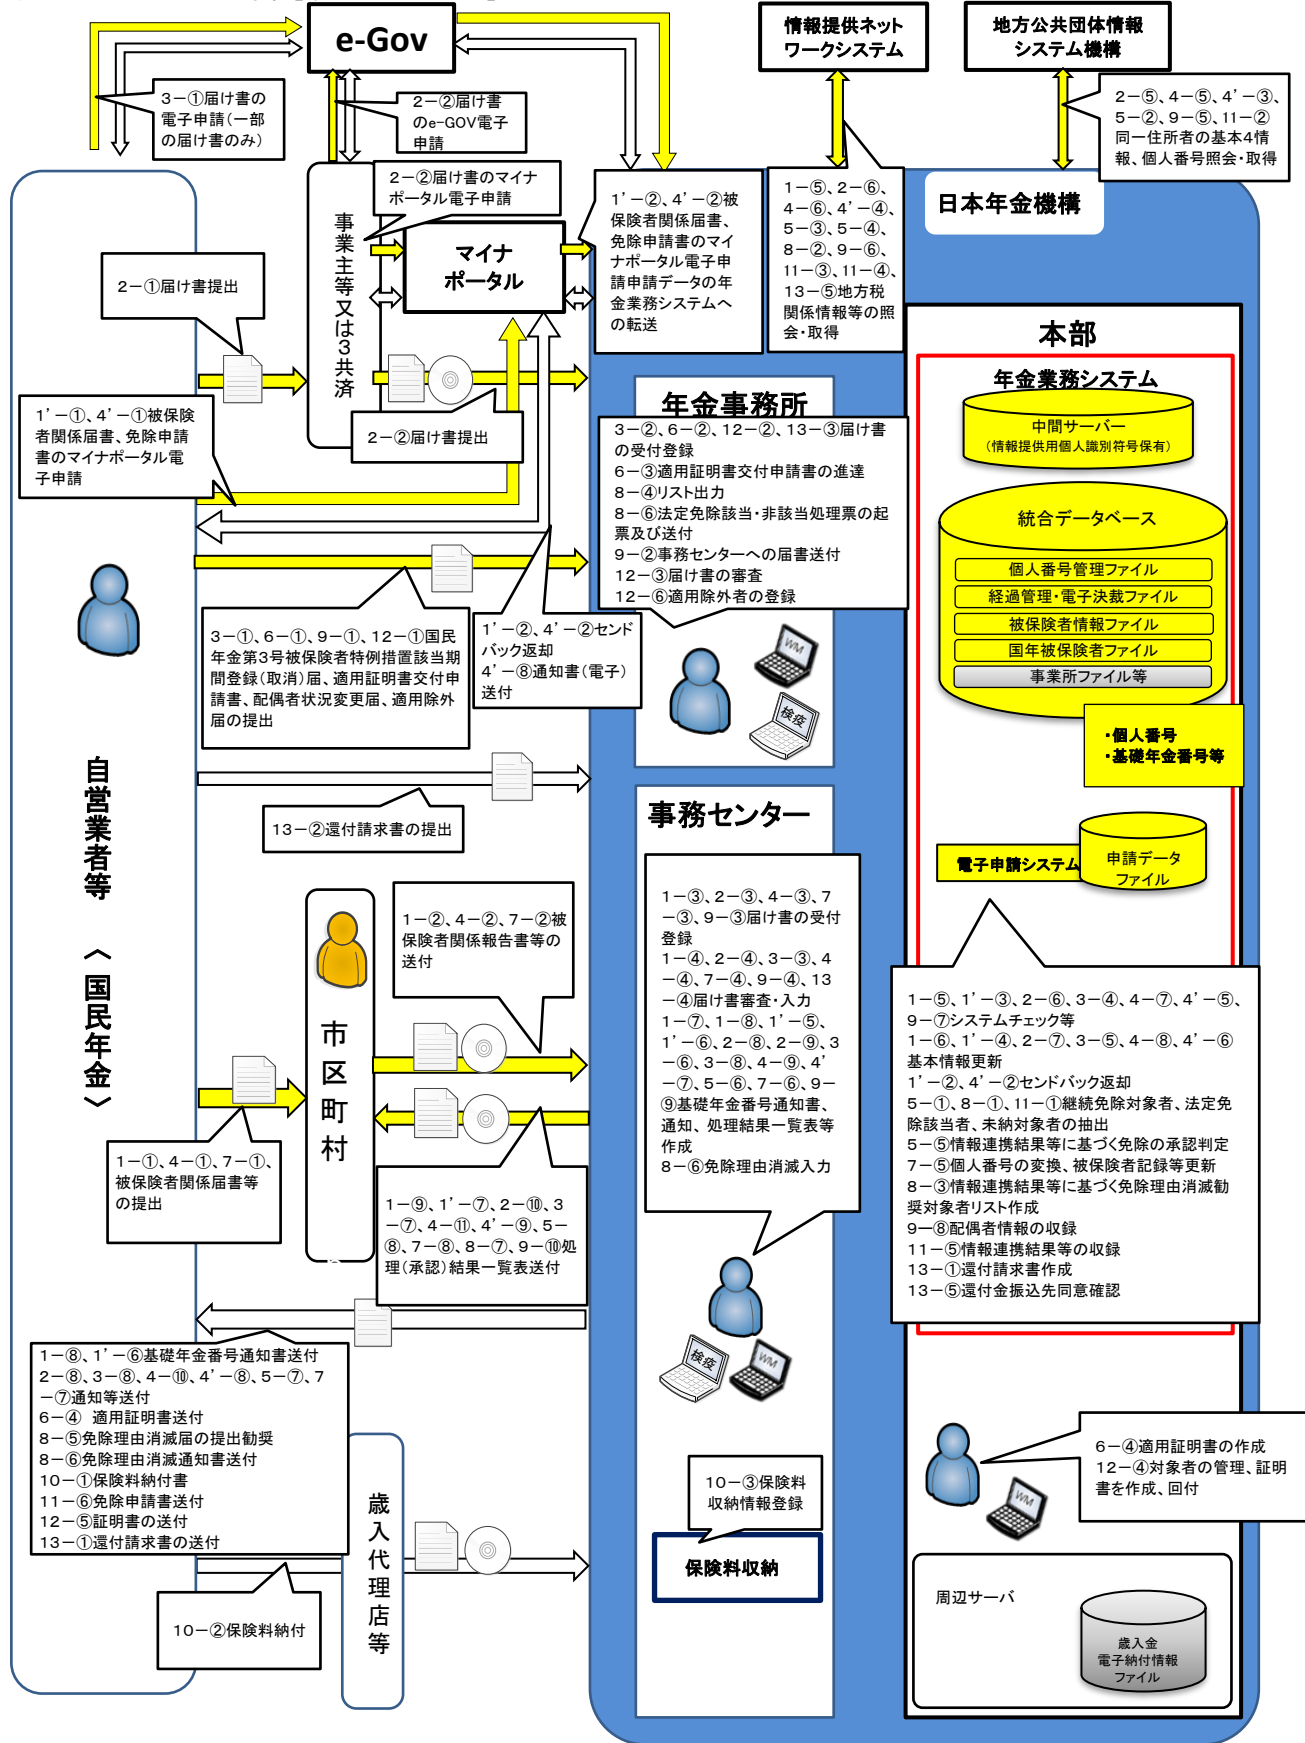 e-Gov
情報提供ネット
ワークシステム
地方公共団体情報
システム機構
3－①届け書の
電子申請（一部
の届け書のみ）
2－②届け書
のe-GOV電子
申請
2－⑤、4－⑤、4’－③、
5－②、9－⑤、11－②
同一住所者の基本4情
報、個人番号照会・取得
2－②届け書のマイナ
ポータル電子申請
1’－②、4’－②被
保険者関係届書、
免除申請書のマイ
ナポータル電子申
請申請データの年
金業務システムへ
の転送
1－⑤、2－⑥、
4－⑥、4’－④、
5－③、5－④、
8－②、9－⑥、
11－③、11－④、
13－⑤地方税
関係情報等の照
会・取得
日本年金機構
事業主等又は3共済
マイナ
ポータル
2－①届け書提出
本部
年金業務システム
中間サーバー
（情報提供用個人識別符号保有）
1’－①、4’－①被保険
者関係届書、免除申請
書のマイナポータル電
子申請
2－②届け書提出
年金事務所
3－②、6－②、12－②、13－③届け書
の受付登録
6－③適用証明書交付申請書の進達
8－④リスト出力
8－⑥法定免除該当・非該当処理票の起
票及び送付
9－②事務センターへの届書送付
12－③届け書の審査
12－⑥適用除外者の登録
統合データベース
個人番号管理ファイル
経過管理・電子決裁ファイル
被保険者情報ファイル
国年被保険者ファイル
事業所ファイル等
・個人番号
・基礎年金番号等
3－①、6－①、9－①、12－①国民
年金第3号被保険者特例措置該当期
間登録（取消）届、適用証明書交付申
請書、配偶者状況変更届、適用除外
届の提出
1’－②、4’－②センド
バック返却
4’－⑧通知書（電子）
送付
WM
検疫
自営業者等 〈国民年金〉
13－②還付請求書の提出
事務センター
電子申請システム
申請データ
ファイル
1－③、2－③、4－③、7
－③、9－③届け書の受付
登録
1－④、2－④、3－③、4
－④、7－④、9－④、13
－④届け書審査・入力
1－⑦、1－⑧、1’－⑤、
1’－⑥、2－⑧、2－⑨、3
－⑥、3－⑧、4－⑨、4’
－⑦、5－⑥、7－⑥、9－
⑨基礎年金番号通知書、
通知、処理結果一覧表等
作成
8－⑥免除理由消滅入力
1－②、4－②、7－②被
保険者関係報告書等の
送付
市区町村
1－①、4－①、7－①、
被保険者関係届書等
の提出
1－⑨、1’－⑦、2－⑩、3
－⑦、4－⑪、4’－⑨、5－
⑧、7－⑧、8－⑦、9－⑩処
理（承認）結果一覧表送付
1－⑤、1’－③、2－⑥、3－④、4－⑦、4’－⑤、
9－⑦システムチェック等
1－⑥、1’－④、2－⑦、3－⑤、4－⑧、4’－⑥
基本情報更新
1’－②、4’－②センドバック返却
5－①、8－①、11－①継続免除対象者、法定免
除該当者、未納対象者の抽出
5－⑤情報連携結果等に基づく免除の承認判定
7－⑤個人番号の変換、被保険者記録等更新
8－③情報連携結果等に基づく免除理由消滅勧
奨対象者リスト作成
9－⑧配偶者情報の収録
11－⑤情報連携結果等の収録
13－①還付請求書作成
13－⑤還付金振込先同意確認
検疫
WM
1－⑧、1’－⑥基礎年金番号通知書送付
2－⑧、3－⑧、4－⑩、4’－⑧、5－⑦、7
－⑦通知等送付
6－④ 適用証明書送付
8－⑤免除理由消滅届の提出勧奨
8－⑥免除理由消滅通知書送付
10－①保険料納付書
11－⑥免除申請書送付
12－⑤証明書の送付
13－①還付請求書の送付
歳入代理店等
10－②保険料納付
10－③保険料
収納情報登録
保険料収納
6－④適用証明書の作成
12－④対象者の管理、証明
書を作成、回付
WM
周辺サーバ
歳入金
電子納付情報
ファイル